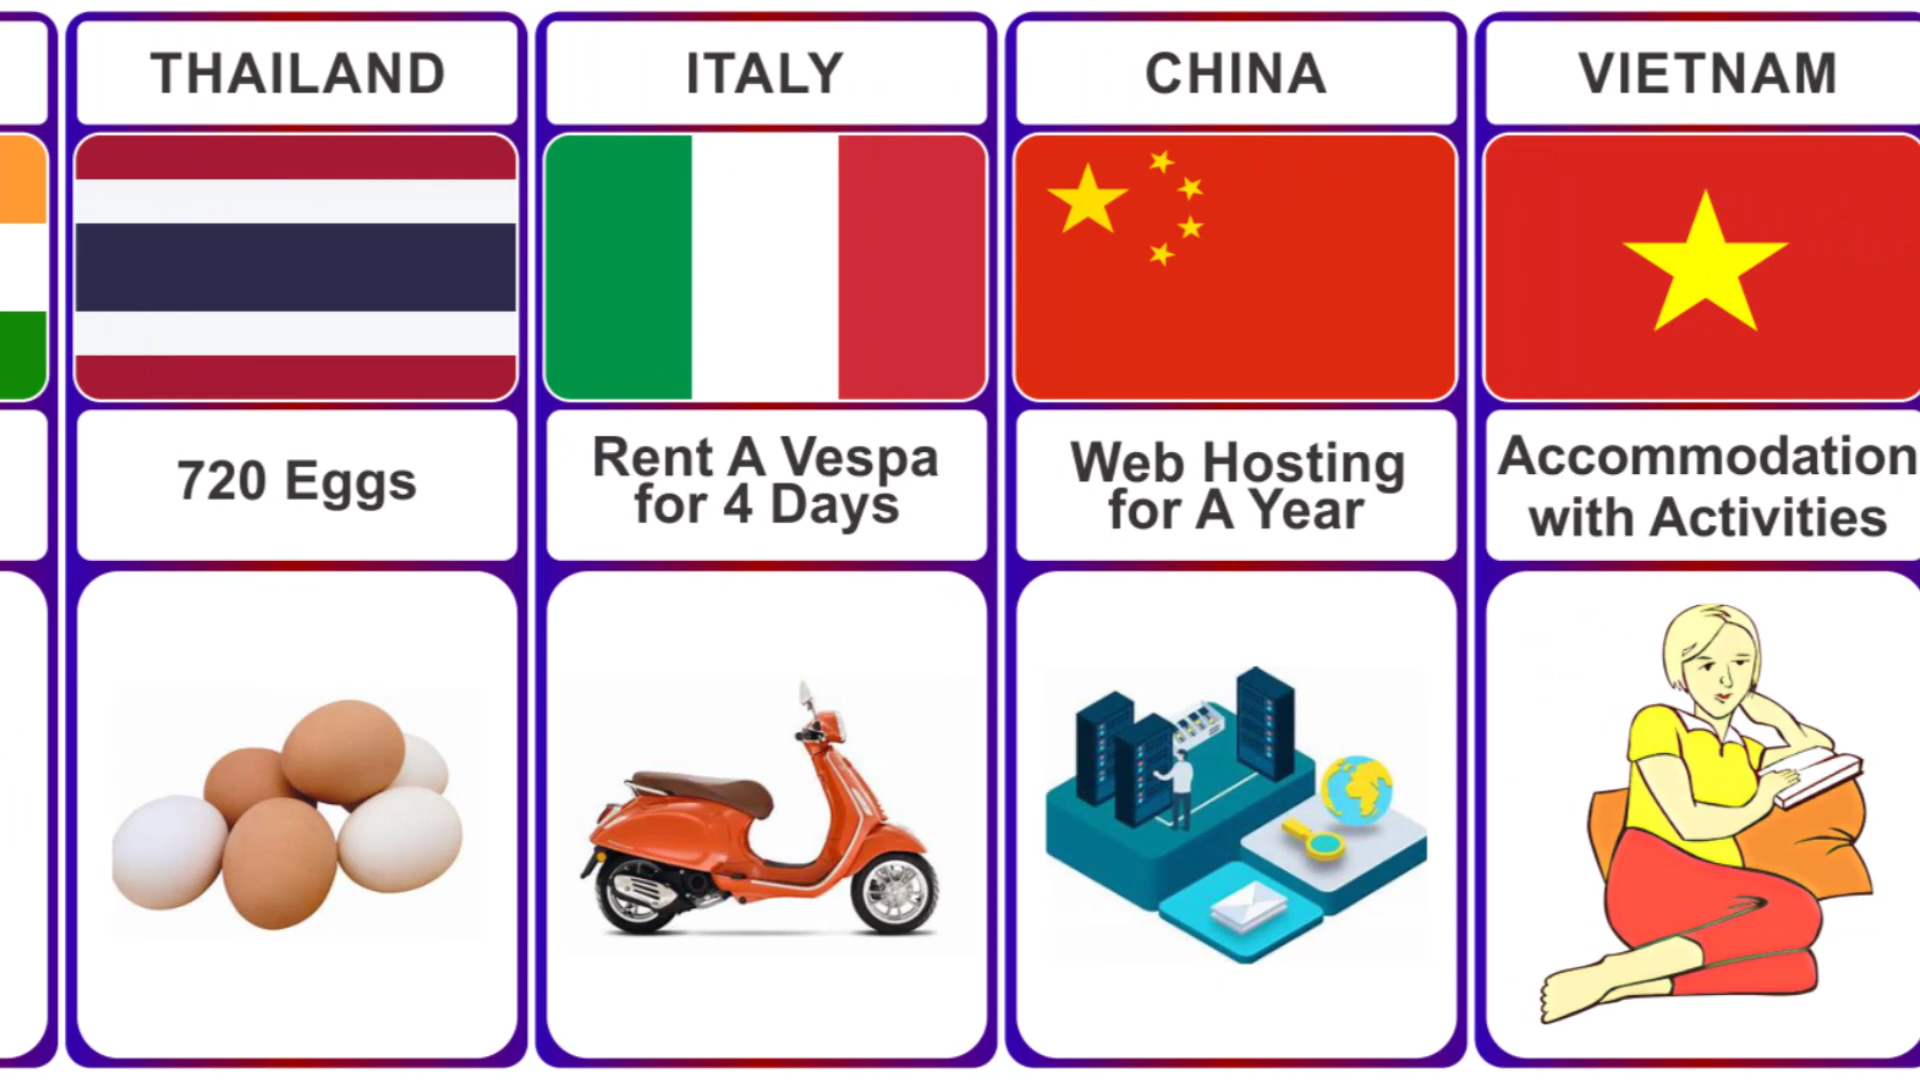 THAILAND
ITALY
CHINA
VIETNAM
720 Eggs
Rent A Vespa
for 4 Days
Web Hosting
for A Year
Accommodation
with Activities